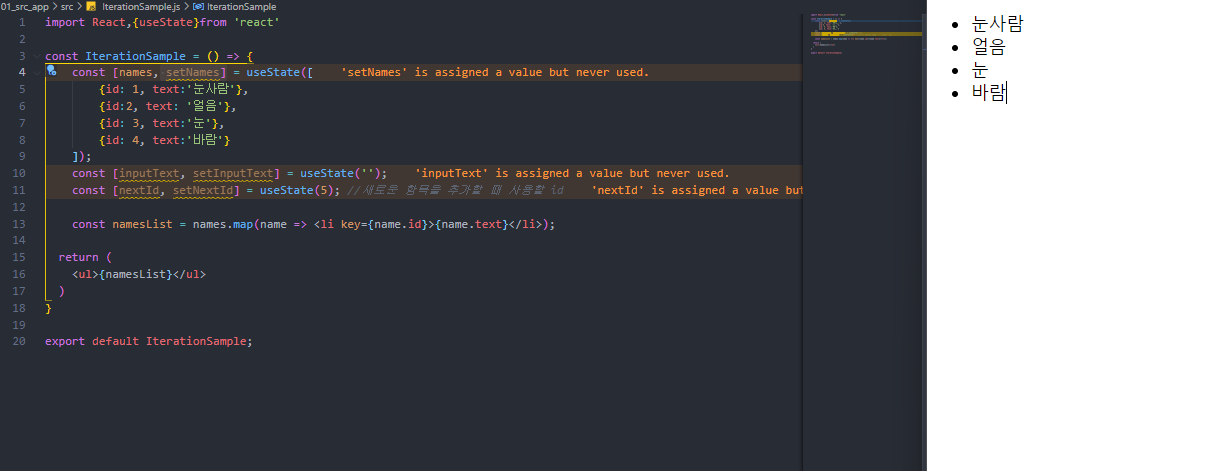 01_src_app > src > JS IterationSample.js > IterationSample
1 import React,{useState}from 'react'
2
3 const IterationSample = () => {
4 const [names, setNames] = useState([ 'setNames' is assigned a value but never used.
5 {id: 1, text:'눈사람'},
6 {id:2, text: '얼음'},
7 {id: 3, text:'눈'},
8 {id: 4, text:'바람'}
9 ]);
10 const [inputText, setInputText] = useState(''); 'inputText' is assigned a value but never used.
11 const [nextId, setNextId] = useState(5); //새로운 항목을 추가할 때 사용할 id 'nextId' is assigned a value but
12
13 const namesList = names.map(name => <li key={name.id}>{name.text}</li>);
14
15 return (
16 <ul>{namesList}</ul>
17 )
18 }
19
20 export default IterationSample;
• 눈사람
• 얼음
• 눈
• 바람